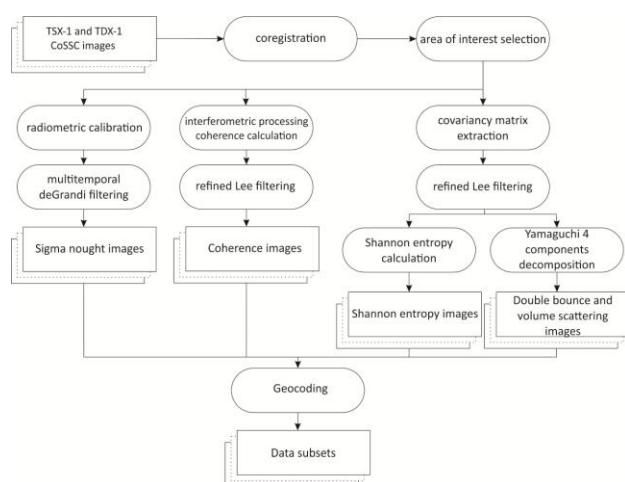 TSX-1 and TDX-1
CoSSC images
coregistration
area of interest selection
radiometric calibration
interferometric processing
coherence calculation
covariancy matrix
extraction
multitemporal
deGrandi filtering
refined Lee filtering
refined Lee filtering
Sigma nought images
Coherence images
Shannon entropy
calculation
Yamaguchi 4
components
decomposition
Shannon entropy images
Double bounce and
volume scattering
images
Geocoding
Data subsets